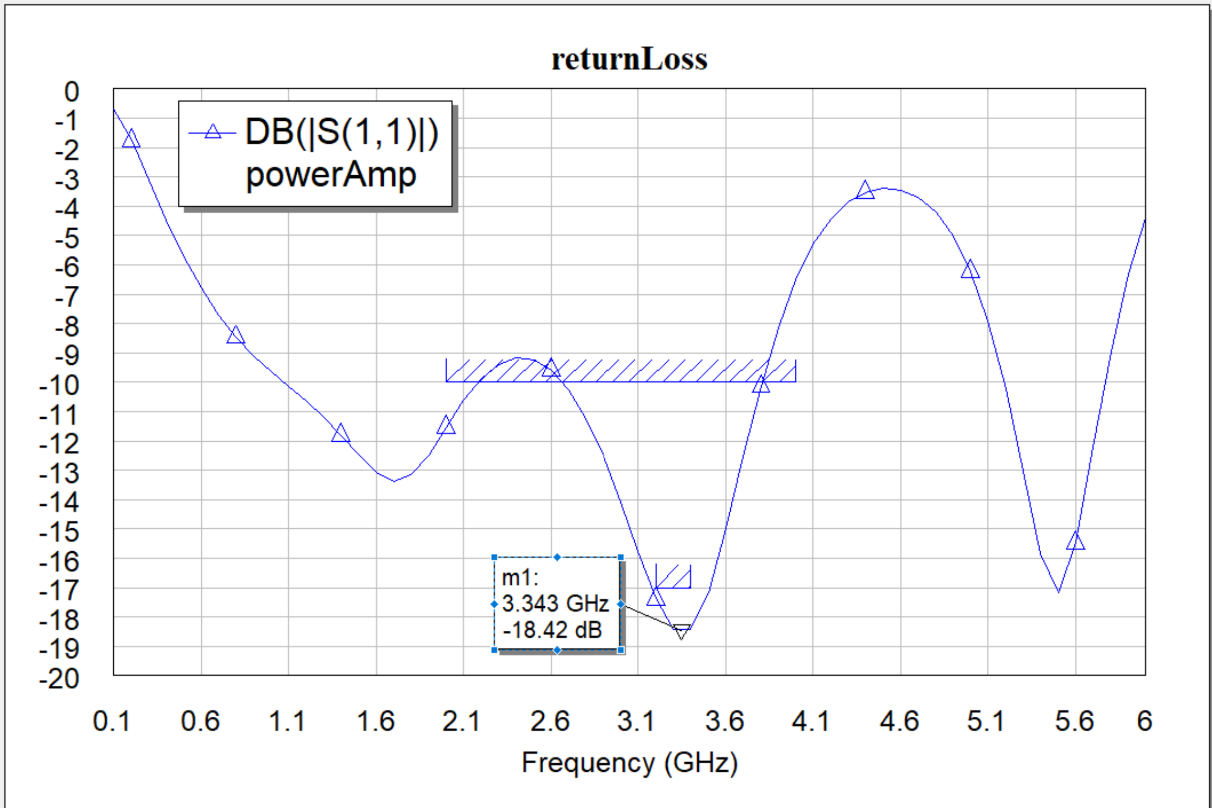 returnLoss
DB(|S(1,1)|)
powerAmp
0
-1
-2
-3
-4
-5
-6
-7
-8
-9
-10
-11
-12
-13
-14
-15
-16
-17
-18
-19
-20
m1:
3.343 GHz
-18.42 dB
0.1 0.6 1.1 1.6 2.1 2.6 3.1 3.6 4.1 4.6 5.1 5.6 6
Frequency (GHz)